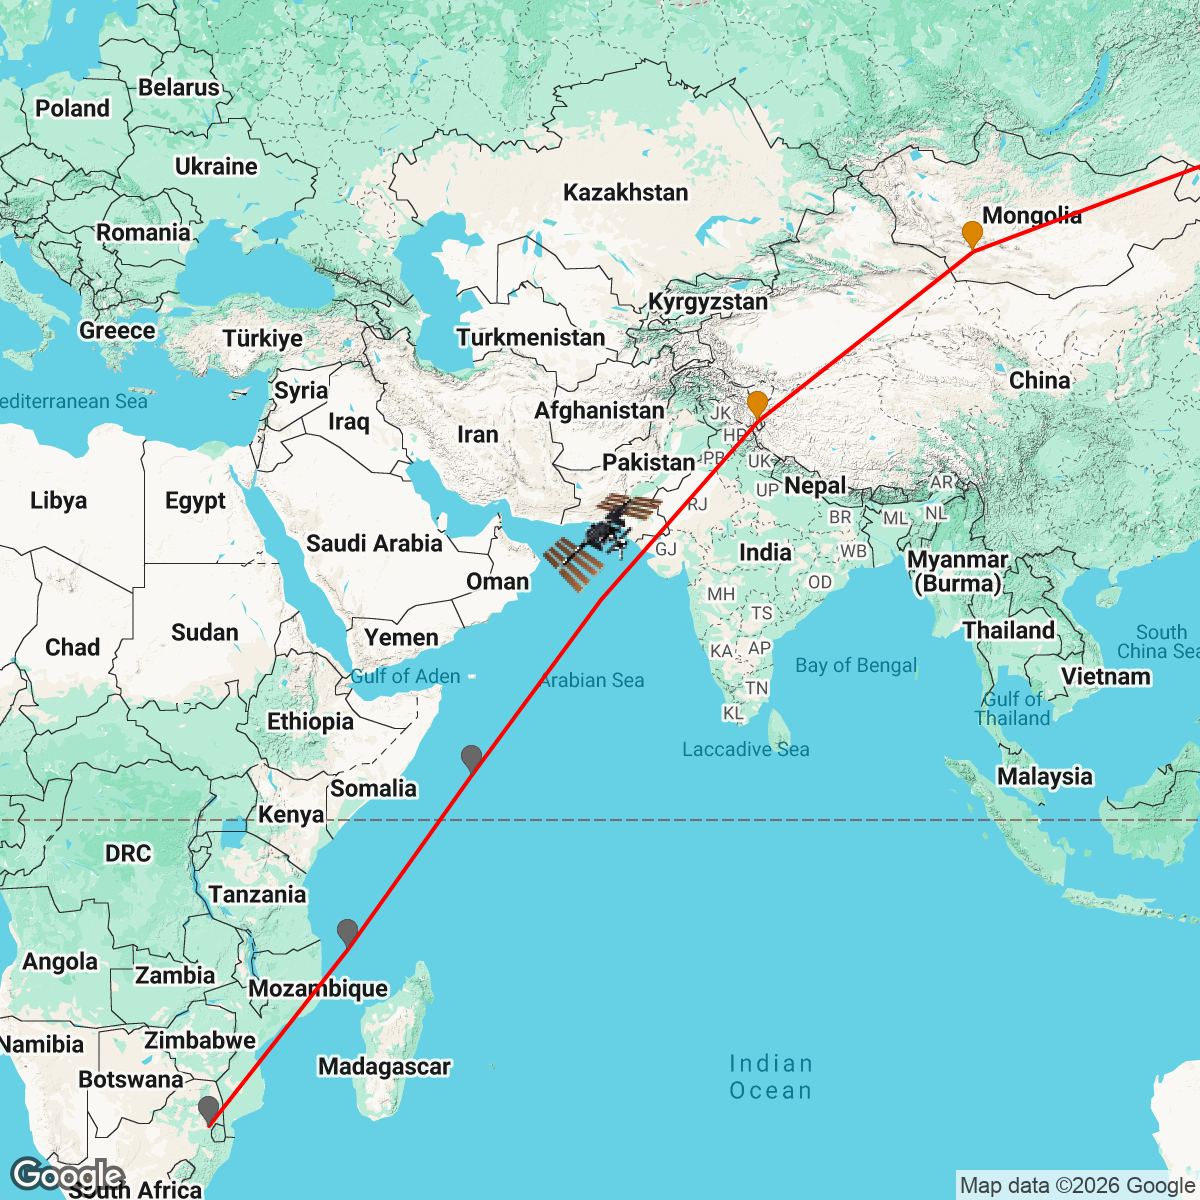 Belarus
Poland
Ukraine
Kazakhstan
Mongolia
Romania
Kyrgyzstan
Greece
Türkiye
Turkmenistan
China
Syria
editerranean Sea
Afghanistan
JK
Iraq
Iran
HP
Pakistan
PB
UK
Libya
Egypt
UP
Nepal
AR
RJ
BR
ML
NL
Saudi Arabia
GJ
India
WB
Myanmar
(Burma)
Oman
OD
MH
TS
Sudan
Yemen
Thailand
South
China Sea
Chad
KA
AP
Gulf of Aden
Arabian Sea
Bay of Bengal
Vietnam
TN
Gulf of
Thailand
Ethiopia
KL
Laccadive Sea
Somalia
Malaysia
Kenya
DRC
Tanzania
Angola
Zambia
Mozambique
Namibia
Zimbabwe
Madagascar
Botswana
Indian
Ocean
Google
South Africa
Map data ©2026 Google